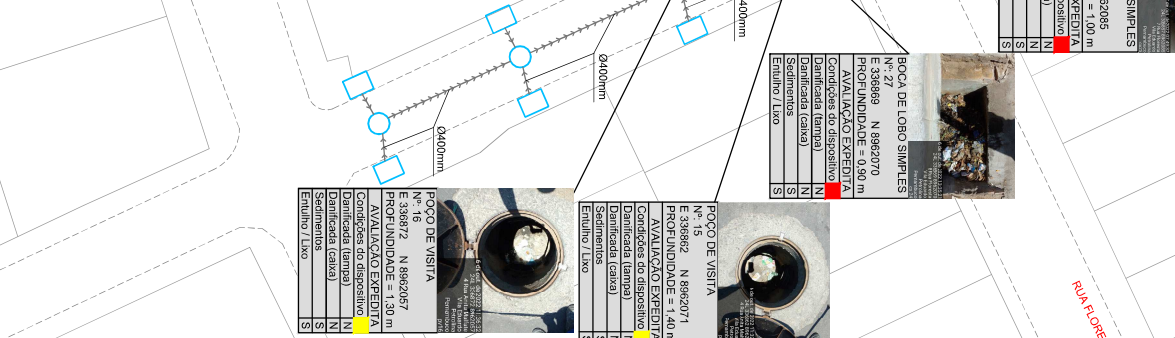 Ø400mm
Ø400mm
400mm
POÇO DE VISITA
Nº: 16
E 336872    N 8962057
PROFUNDIDADE = 1,30 m
AVALIAÇÃO EXPEDITA
Condições do dispositivo
Danificada (tampa) N
Danificada (caixa) N
Sedimentos S
Entulho / Lixo S
POÇO DE VISITA
Nº: 15
E 336862    N 8962071
PROFUNDIDADE = 1,40 m
AVALIAÇÃO EXPEDITA
Condições do dispositivo
Danificada (tampa) N
Danificada (caixa) N
Sedimentos S
Entulho / Lixo S
BOCA DE LOBO SIMPLES
Nº: 27
E 336869    N 8962070
PROFUNDIDADE = 0,90 m
AVALIAÇÃO EXPEDITA
Condições do dispositivo
Danificada (tampa) N
Danificada (caixa) N
Sedimentos S
Entulho / Lixo S
SIMPLES
62085
= 1,00 m
EXPEDITA
positivo
N
N
S
S
RUA FLORE